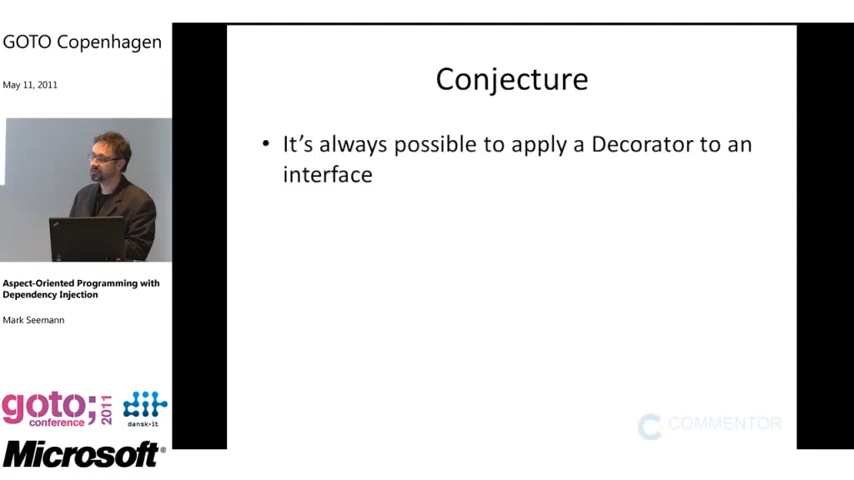 GOTO Copenhagen
May 11, 2011
Aspect-Oriented Programming with
Dependency Injection
Mark Seemann
goto;
conference
2011
dansk·it
Microsoft®
Conjecture
• It's always possible to apply a Decorator to an
interface
COMMENTOR